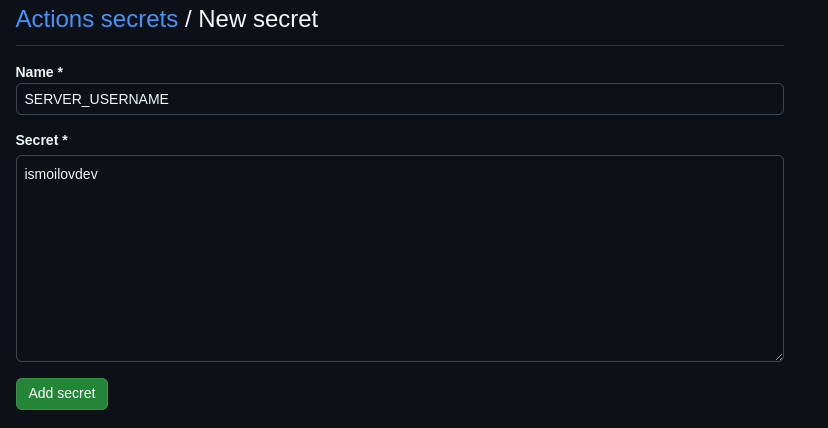 Actions secrets / New secret
Name *
SERVER_USERNAME
Secret *
ismoilovdev
Add secret